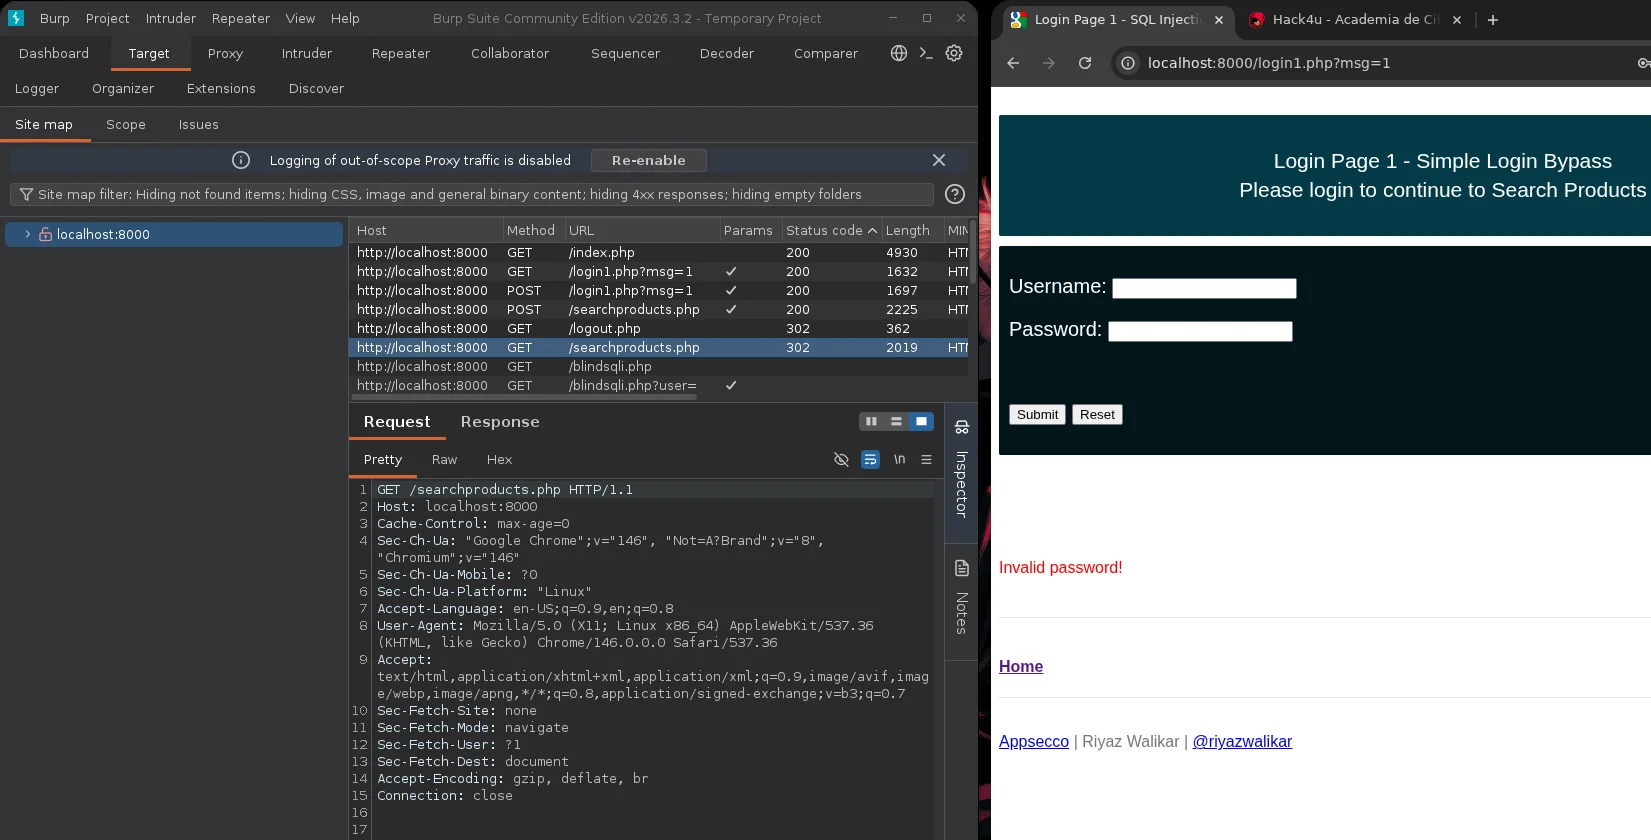 Burp Project Intruder Repeater View Help Burp Suite Community Edition v2026.3.2 - Temporary Project
Dashboard Target Proxy Intruder Repeater Collaborator Sequencer Decoder Comparer
Logger Organizer Extensions Discover
Site map Scope Issues
Logging of out-of-scope Proxy traffic is disabled Re-enable
Site map filter: Hiding not found items; hiding CSS, image and general binary content; hiding 4xx responses; hiding empty folders
localhost:8000
Host Method URL Params Status code Length MIM
http://localhost:8000 GET /index.php 200 4930 HTM
http://localhost:8000 GET /login1.php?msg=1 ✓ 200 1632 HTM
http://localhost:8000 POST /login1.php?msg=1 ✓ 200 1697 HTM
http://localhost:8000 POST /searchproducts.php ✓ 200 2225 HTM
http://localhost:8000 GET /logout.php 302 362
http://localhost:8000 GET /searchproducts.php 302 2019 HTM
http://localhost:8000 GET /blindsqli.php
http://localhost:8000 GET /blindsqli.php?user= ✓
Request Response
Pretty Raw Hex \n
1 GET /searchproducts.php HTTP/1.1
2 Host: localhost:8000
3 Cache-Control: max-age=0
4 Sec-Ch-Ua: "Google Chrome";v="146", "Not=A?Brand";v="8",
"Chromium";v="146"
5 Sec-Ch-Ua-Mobile: ?0
6 Sec-Ch-Ua-Platform: "Linux"
7 Accept-Language: en-US;q=0.9,en;q=0.8
8 User-Agent: Mozilla/5.0 (X11; Linux x86_64) AppleWebKit/537.36
(KHTML, like Gecko) Chrome/146.0.0.0 Safari/537.36
9 Accept:
text/html,application/xhtml+xml,application/xml;q=0.9,image/avif,imag
e/webp,image/apng,*/*;q=0.8,application/signed-exchange;v=b3;q=0.7
10 Sec-Fetch-Site: none
11 Sec-Fetch-Mode: navigate
12 Sec-Fetch-User: ?1
13 Sec-Fetch-Dest: document
14 Accept-Encoding: gzip, deflate, br
15 Connection: close
16
17
Inspector
Notes
Login Page 1 - SQL Injecti Hack4u - Academia de Ci
localhost:8000/login1.php?msg=1
Login Page 1 - Simple Login Bypass
Please login to continue to Search Products
Username:
Password:
Submit Reset
Invalid password!
Home
Appsecco | Riyaz Walikar | @riyazwalikar